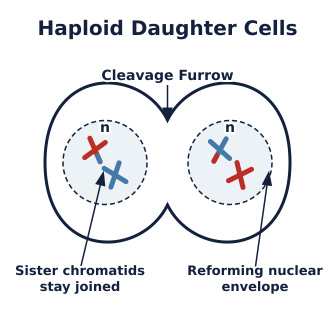 Haploid Daughter Cells
Cleavage Furrow
n
n
Sister chromatids
stay joined
Reforming nuclear
envelope